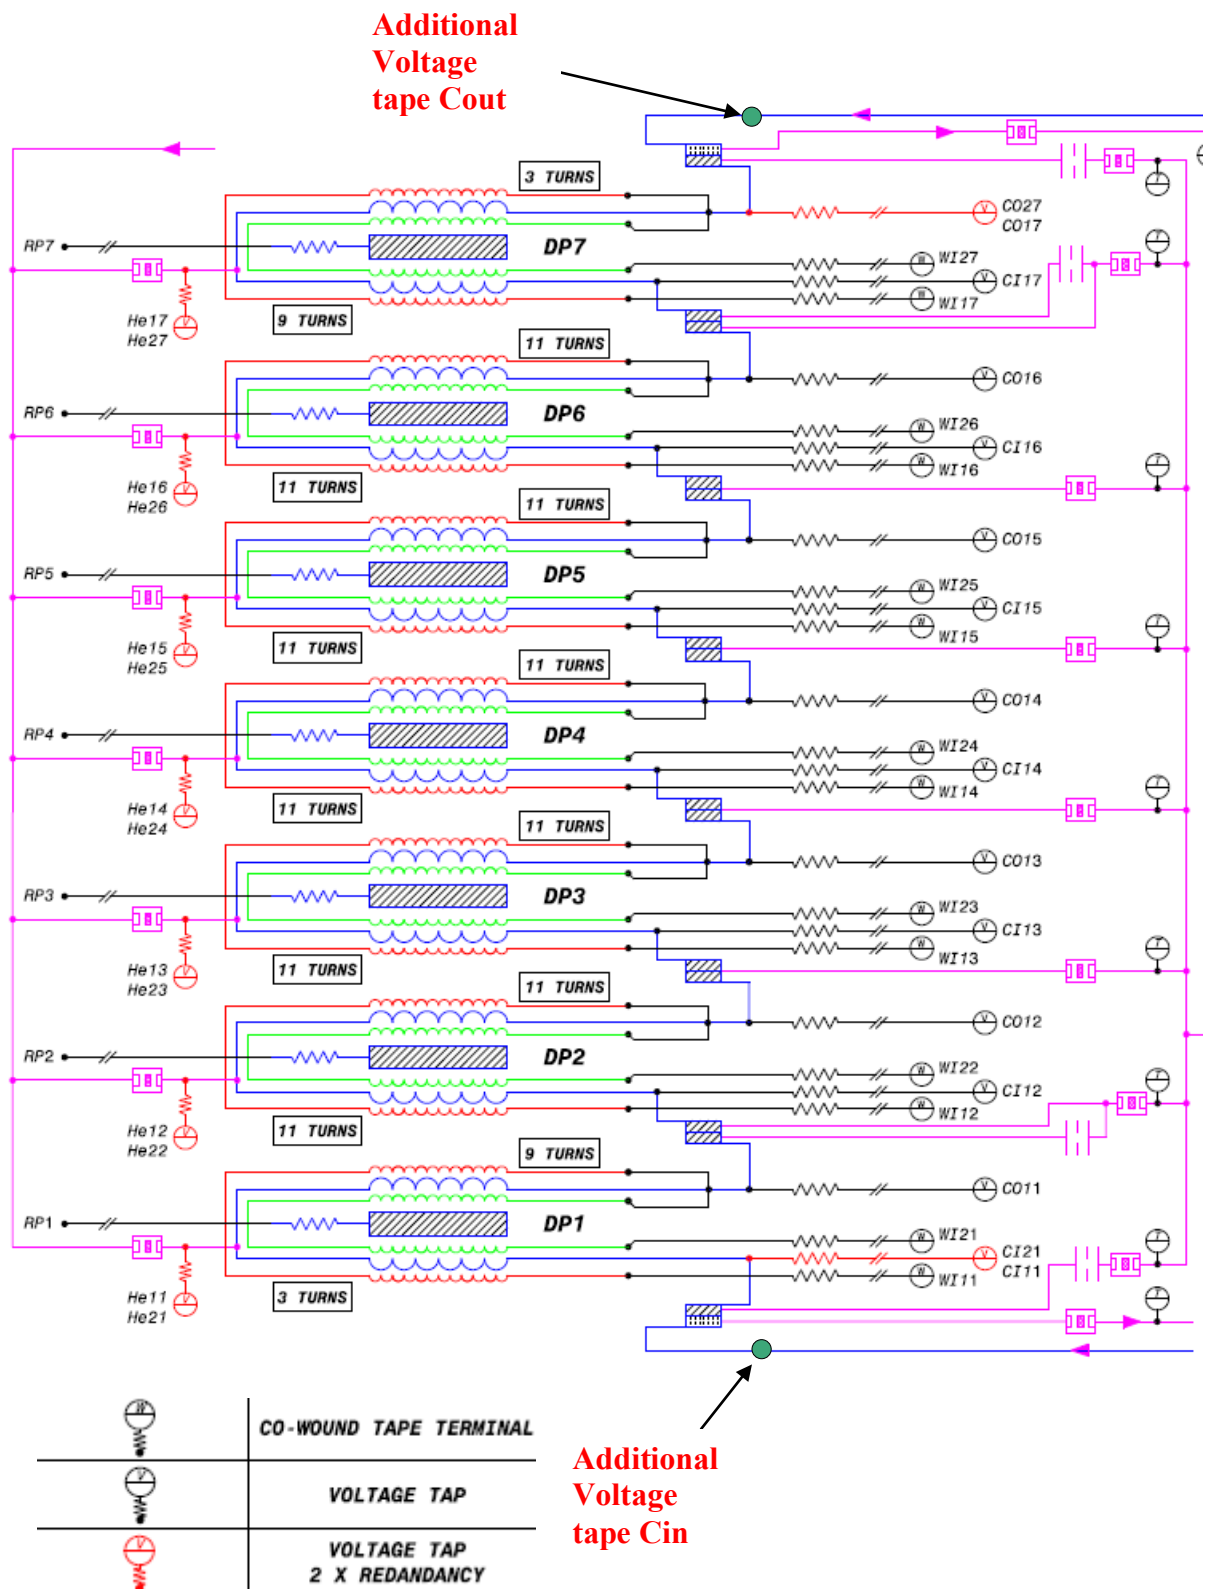 Additional
Voltage
tape Cout
3 TURNS
CO27
CO17
RP7
DP7
WI27
CI17
WI17
He17
He27
9 TURNS
11 TURNS
CO16
RP6
DP6
WI26
CI16
WI16
He16
He26
11 TURNS
11 TURNS
CO15
RP5
DP5
WI25
CI15
WI15
He15
He25
11 TURNS
11 TURNS
CO14
RP4
DP4
WI24
CI14
WI14
He14
He24
11 TURNS
11 TURNS
CO13
RP3
DP3
WI23
CI13
WI13
He13
He23
11 TURNS
11 TURNS
CO12
RP2
DP2
WI22
CI12
WI12
He12
He22
11 TURNS
9 TURNS
CO11
RP1
DP1
WI21
CI21
CI11
WI11
He11
He21
3 TURNS
W
CO-WOUND TAPE TERMINAL
V
VOLTAGE TAP
V
VOLTAGE TAP
2 X REDANDANCY
Additional
Voltage
tape Cin